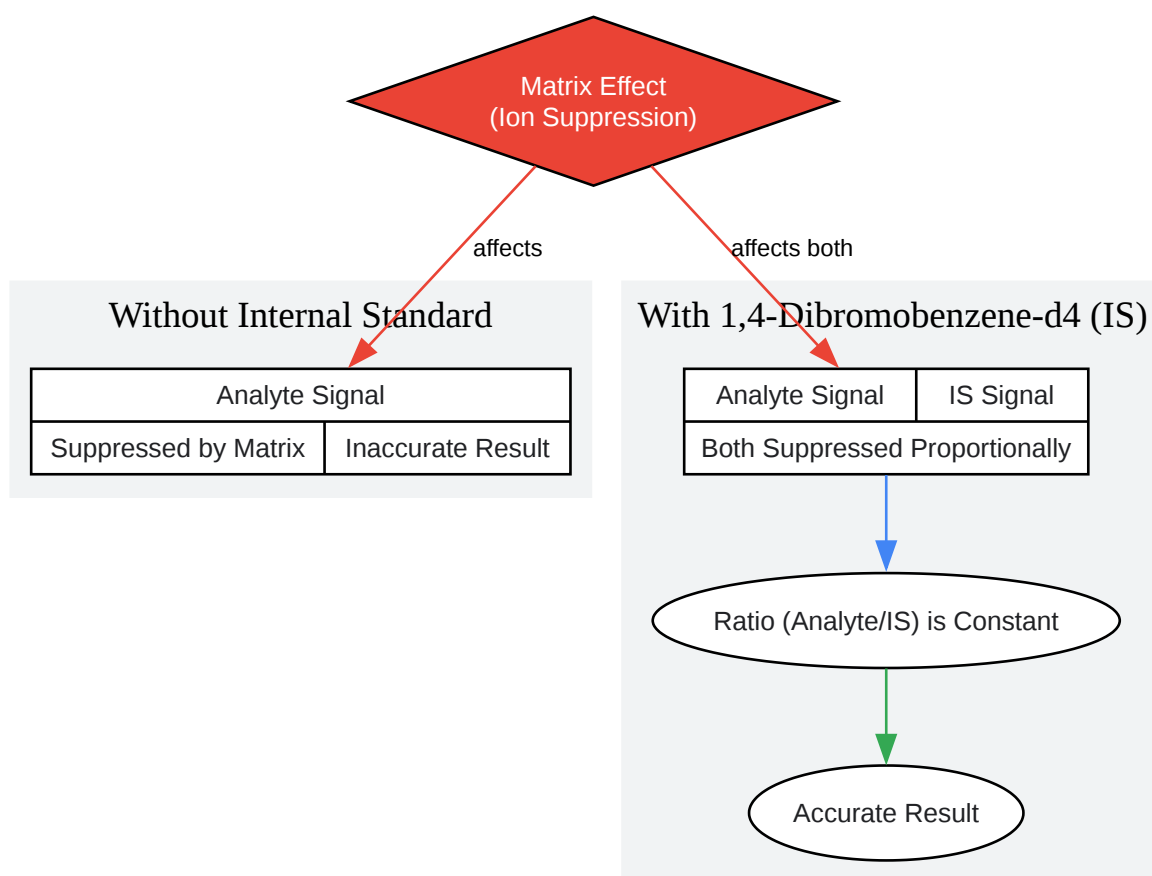 Matrix Effect
(Ion Suppression)
affects
affects both
Without Internal Standard
With 1,4-Dibromobenzene-d4 (IS)
Analyte Signal
Suppressed by Matrix
Inaccurate Result
Analyte Signal
IS Signal
Both Suppressed Proportionally
Ratio (Analyte/IS) is Constant
Accurate Result